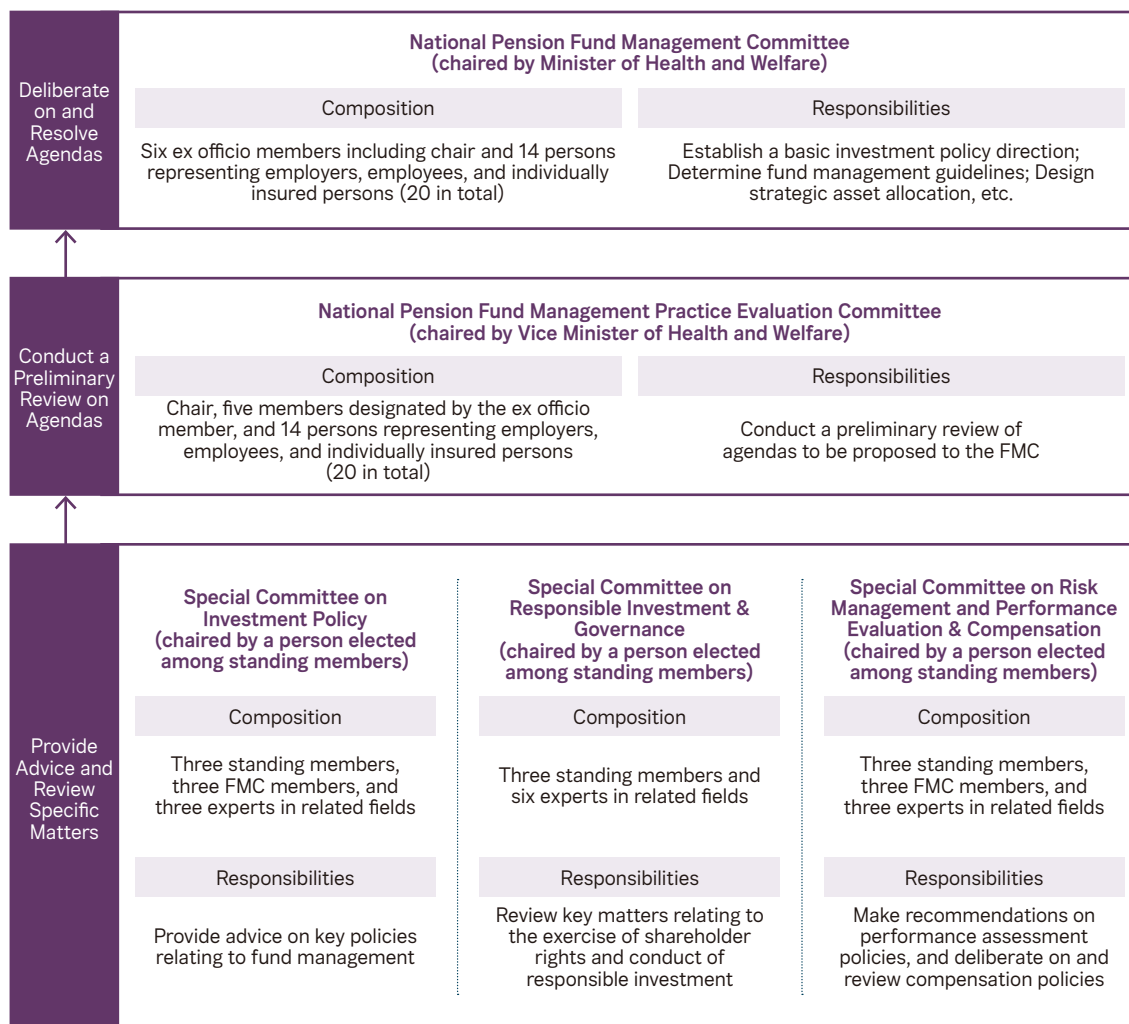 Deliberate
on and
Resolve
Agendas
National Pension Fund Management Committee
(chaired by Minister of Health and Welfare)
Composition
Six ex officio members including chair and 14 persons
representing employers, employees, and individually
insured persons (20 in total)
Responsibilities
Establish a basic investment policy direction;
Determine fund management guidelines; Design
strategic asset allocation, etc.
Conduct a
Preliminary
Review on
Agendas
National Pension Fund Management Practice Evaluation Committee
(chaired by Vice Minister of Health and Welfare)
Composition
Chair, five members designated by the ex officio
member, and 14 persons representing employers,
employees, and individually insured persons
(20 in total)
Responsibilities
Conduct a preliminary review of
agendas to be proposed to the FMC
Provide
Advice and
Review
Specific
Matters
Special Committee on
Investment Policy
(chaired by a person elected
among standing members)
Composition
Three standing members,
three FMC members, and
three experts in related fields
Responsibilities
Provide advice on key policies
relating to fund management
Special Committee on
Responsible Investment &
Governance
(chaired by a person elected
among standing members)
Composition
Three standing members and
six experts in related fields
Responsibilities
Review key matters relating to
the exercise of shareholder
rights and conduct of
responsible investment
Special Committee on Risk
Management and Performance
Evaluation & Compensation
(chaired by a person elected
among standing members)
Composition
Three standing members,
three FMC members, and
three experts in related fields
Responsibilities
Make recommendations on
performance assessment
policies, and deliberate on and
review compensation policies